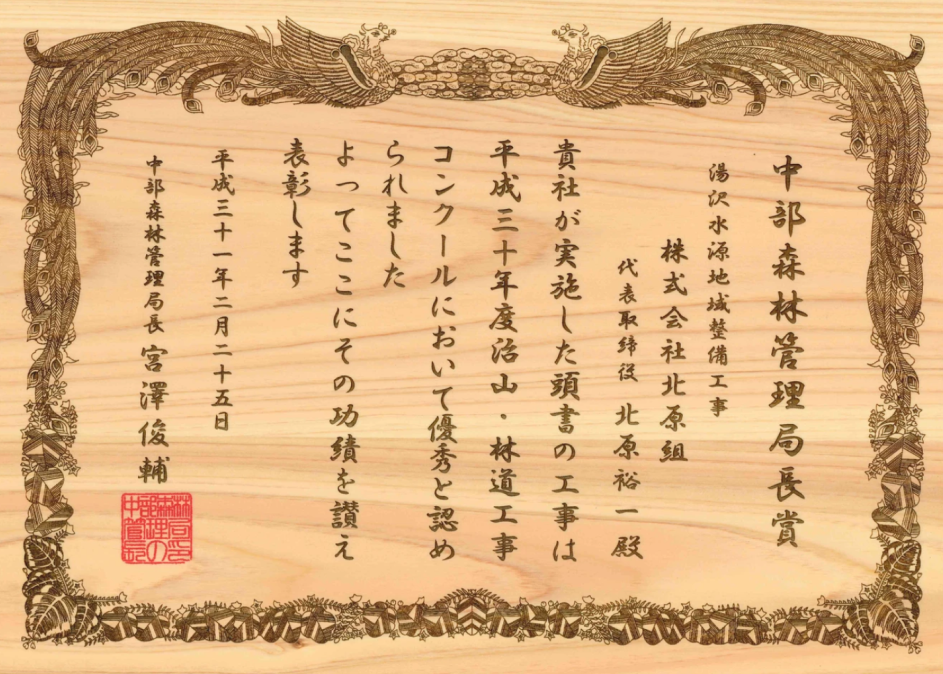 中部森林管理局長賞
湯沢水源地域整備工事
株式会社北原組
代表取締役 北原裕一 殿
貴社が実施した頭書の工事は
平成三十年度治山・林道工事
コンクールにおいて優秀と認め
られました
よってここにその功績を讃え
表彰します
平成三十一年二月二十五日
中部森林管理局長 宮澤俊輔